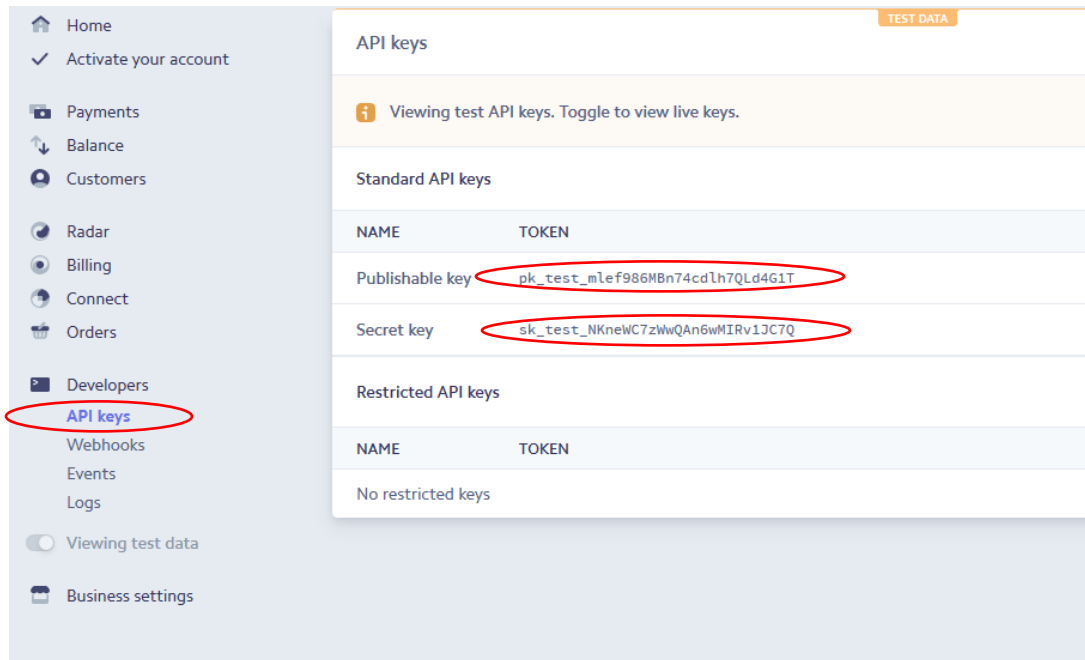 Home
Activate your account
Payments
Balance
Customers
Radar
Billing
Connect
Orders
Developers
API keys
Webhooks
Events
Logs
Viewing test data
Business settings
TEST DATA
API keys
Viewing test API keys. Toggle to view live keys.
Standard API keys
NAME TOKEN
Publishable key pk_test_mlef986MBn74cdlh7QLd4G1T
Secret key sk_test_NKneWC7zWwQAn6wMIRv1JC7Q
Restricted API keys
NAME TOKEN
No restricted keys